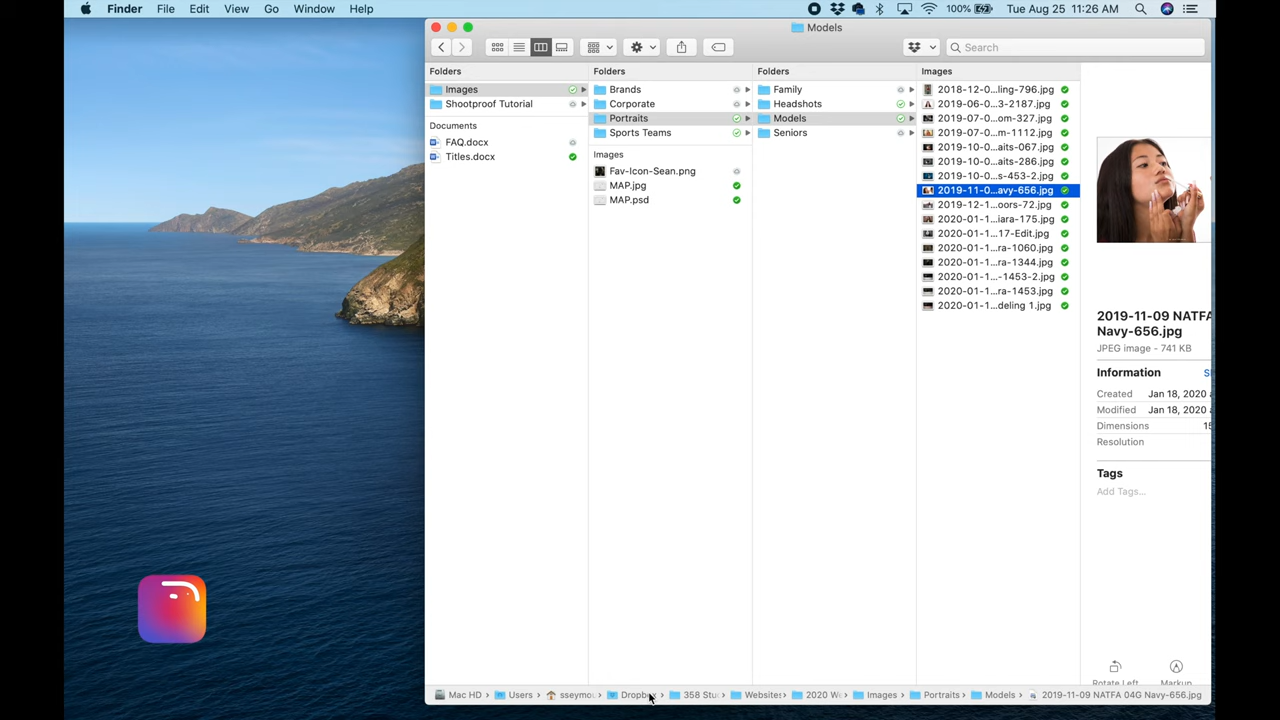 Finder File Edit View Go Window Help 100% Tue Aug 25 11:26 AM
Models
Search
Folders Folders Folders Images
Images Brands Family 2018-12-0...ling-796.jpg
Shootproof Tutorial Corporate Headshots 2019-06-0...3-2187.jpg
Portraits Models 2019-07-0...om-327.jpg
Documents Sports Teams Seniors 2019-07-0...m-1112.jpg
FAQ.docx 2019-10-0...aits-067.jpg
Titles.docx Images 2019-10-0...aits-286.jpg
Fav-Icon-Sean.png 2019-10-0...s-453-2.jpg
MAP.jpg 2019-11-0...avy-656.jpg
MAP.psd 2019-12-1...oors-72.jpg
2020-01-1...iara-175.jpg
2020-01-1...17-Edit.jpg
2020-01-1...ra-1060.jpg
2020-01-1...ra-1344.jpg
2020-01-1...-1453-2.jpg
2020-01-1...ra-1453.jpg
2020-01-1...deling 1.jpg
2019-11-09 NATFA
Navy-656.jpg
JPEG image - 741 KB
Information
Created Jan 18, 2020
Modified Jan 18, 2020
Dimensions 15
Resolution
Tags
Add Tags...
Rotate Left Markup
Mac HD Users sseymo Dropb 358 Stu Websites 2020 W Images Portraits Models 2019-11-09 NATFA 04G Navy-656.jpg